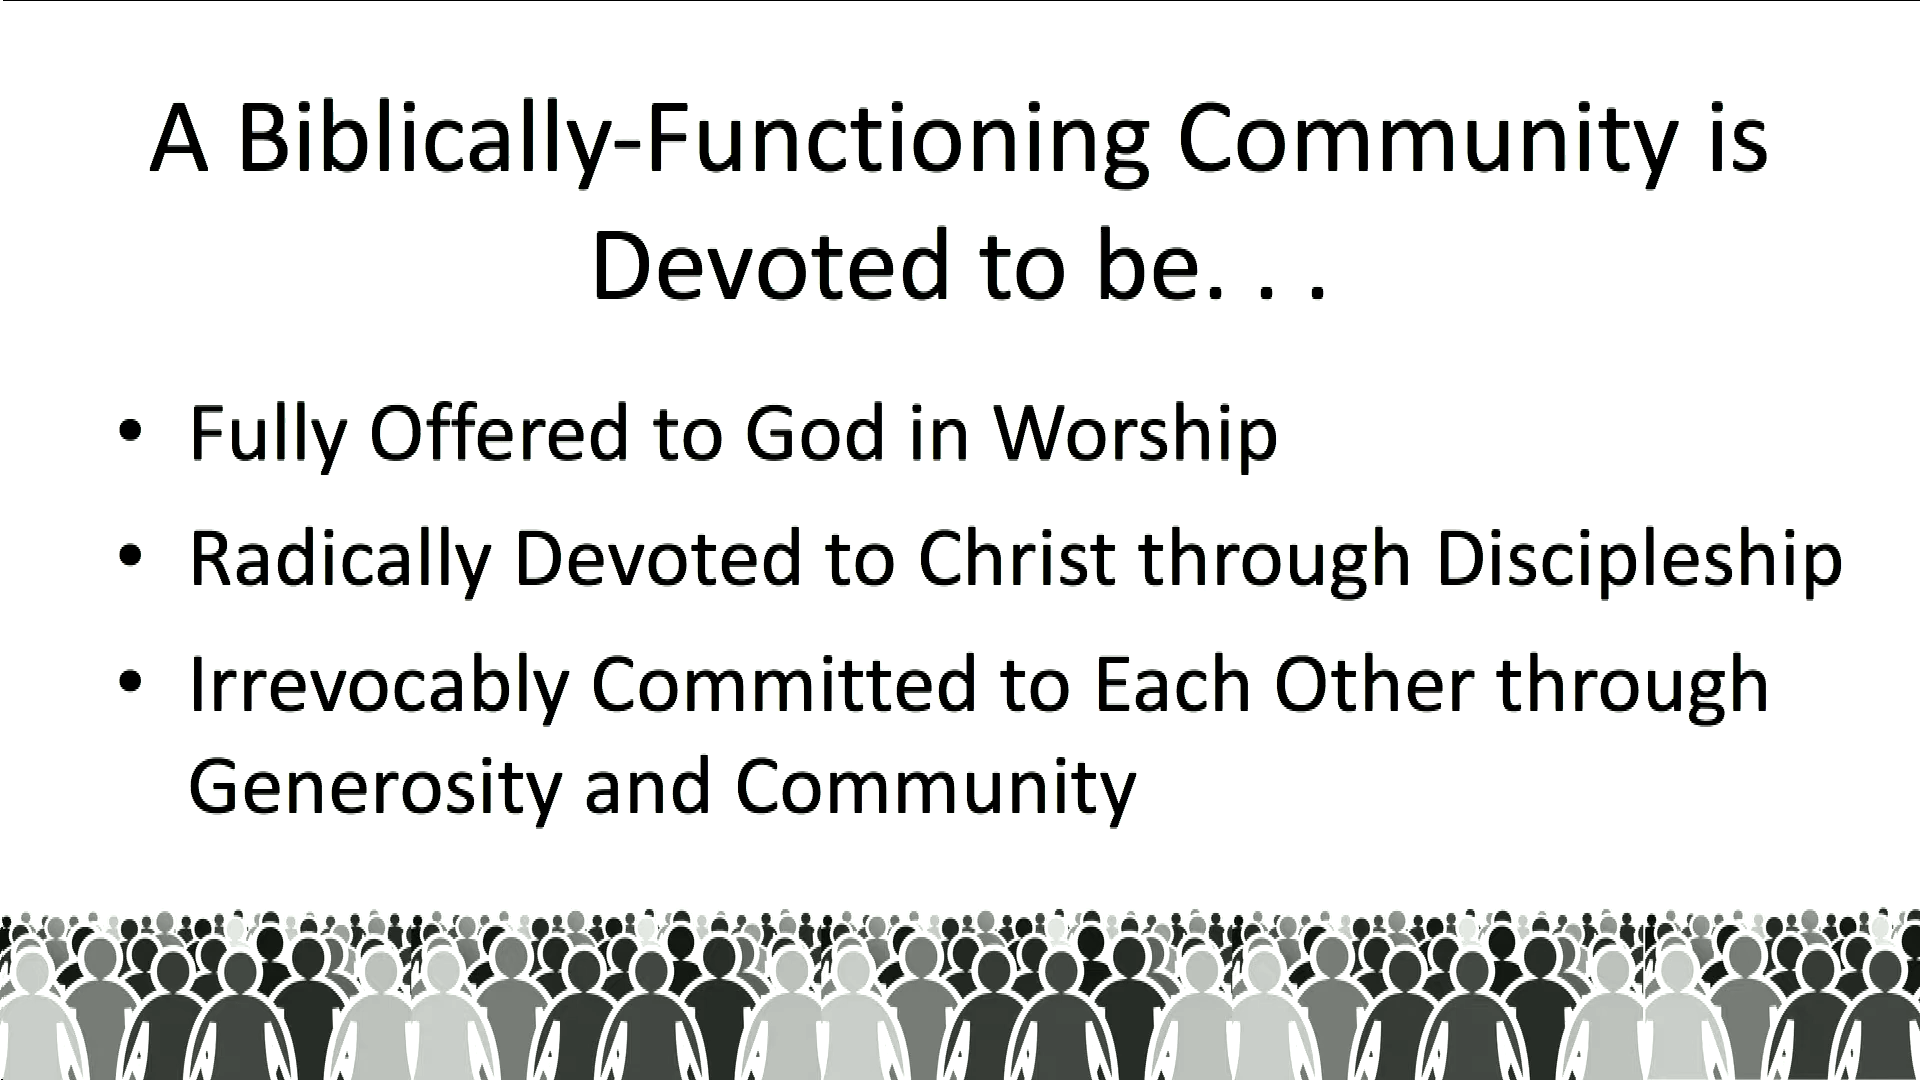 A Biblically-Functioning Community is
Devoted to be. . .
• Fully Offered to God in Worship
• Radically Devoted to Christ through Discipleship
• Irrevocably Committed to Each Other through
Generosity and Community